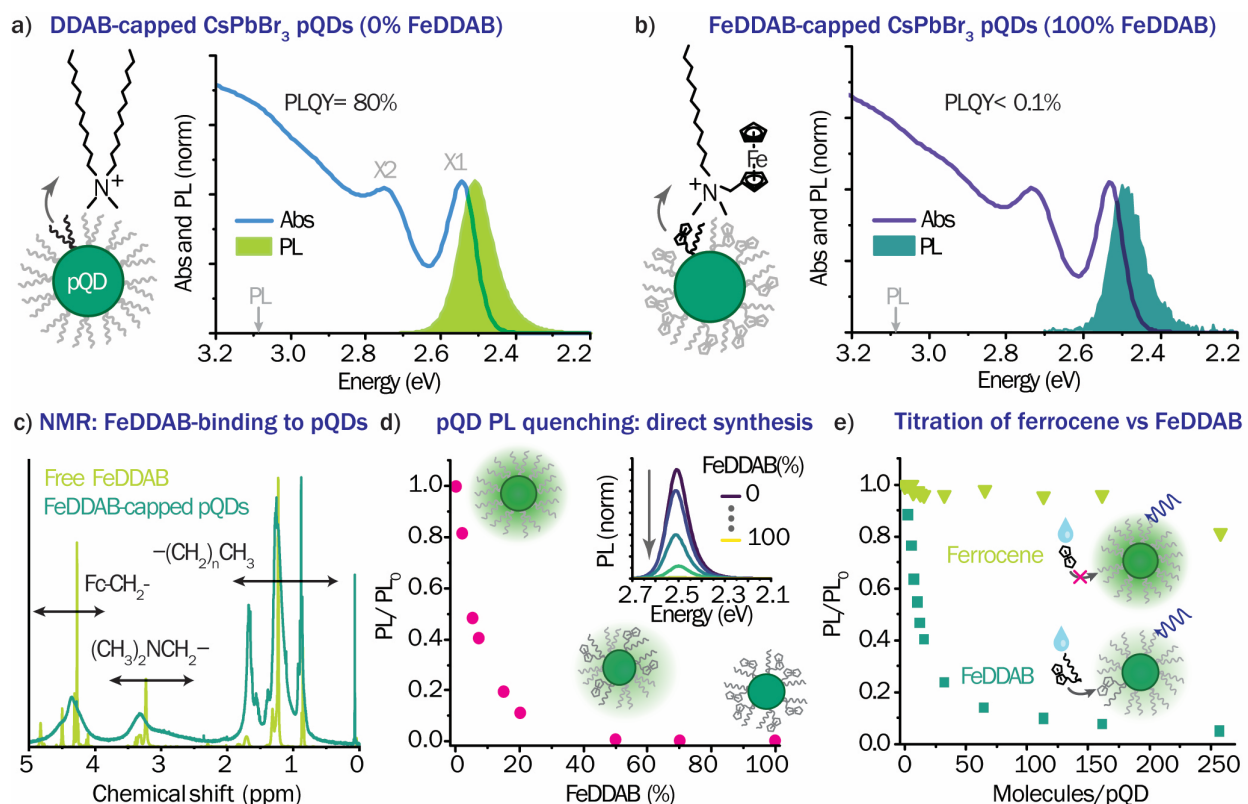 a) DDAB-capped CsPbBr3 pQDs (0% FeDDAB)
N
+
pQD
Abs and PL (norm)
PLQY= 80%
X2
X1
Abs
PL
PL
3.2 3.0 2.8 2.6 2.4 2.2
Energy (eV)
b) FeDDAB-capped CsPbBr3 pQDs (100% FeDDAB)
Fe
+
N
Abs and PL (norm)
PLQY< 0.1%
Abs
PL
PL
3.2 3.0 2.8 2.6 2.4 2.2
Energy (eV)
c) NMR: FeDDAB-binding to pQDs
Free FeDDAB
FeDDAB-capped pQDs
−(CH2)nCH3
Fc-CH2-
(CH3)2NCH2−
5 4 3 2 1 0
Chemical shift (ppm)
d) pQD PL quenching: direct synthesis
PL/PL0
1.0
0.8
0.6
0.4
0.2
0.0
0 20 40 60 80 100
FeDDAB (%)
FeDDAB(%)
0
100
PL (norm)
2.7 2.5 2.3 2.1
Energy (eV)
e) Titration of ferrocene vs FeDDAB
PL/PL0
1.0
0.8
0.6
0.4
0.2
0.0
Ferrocene
FeDDAB
0 50 100 150 200 250
Molecules/pQD